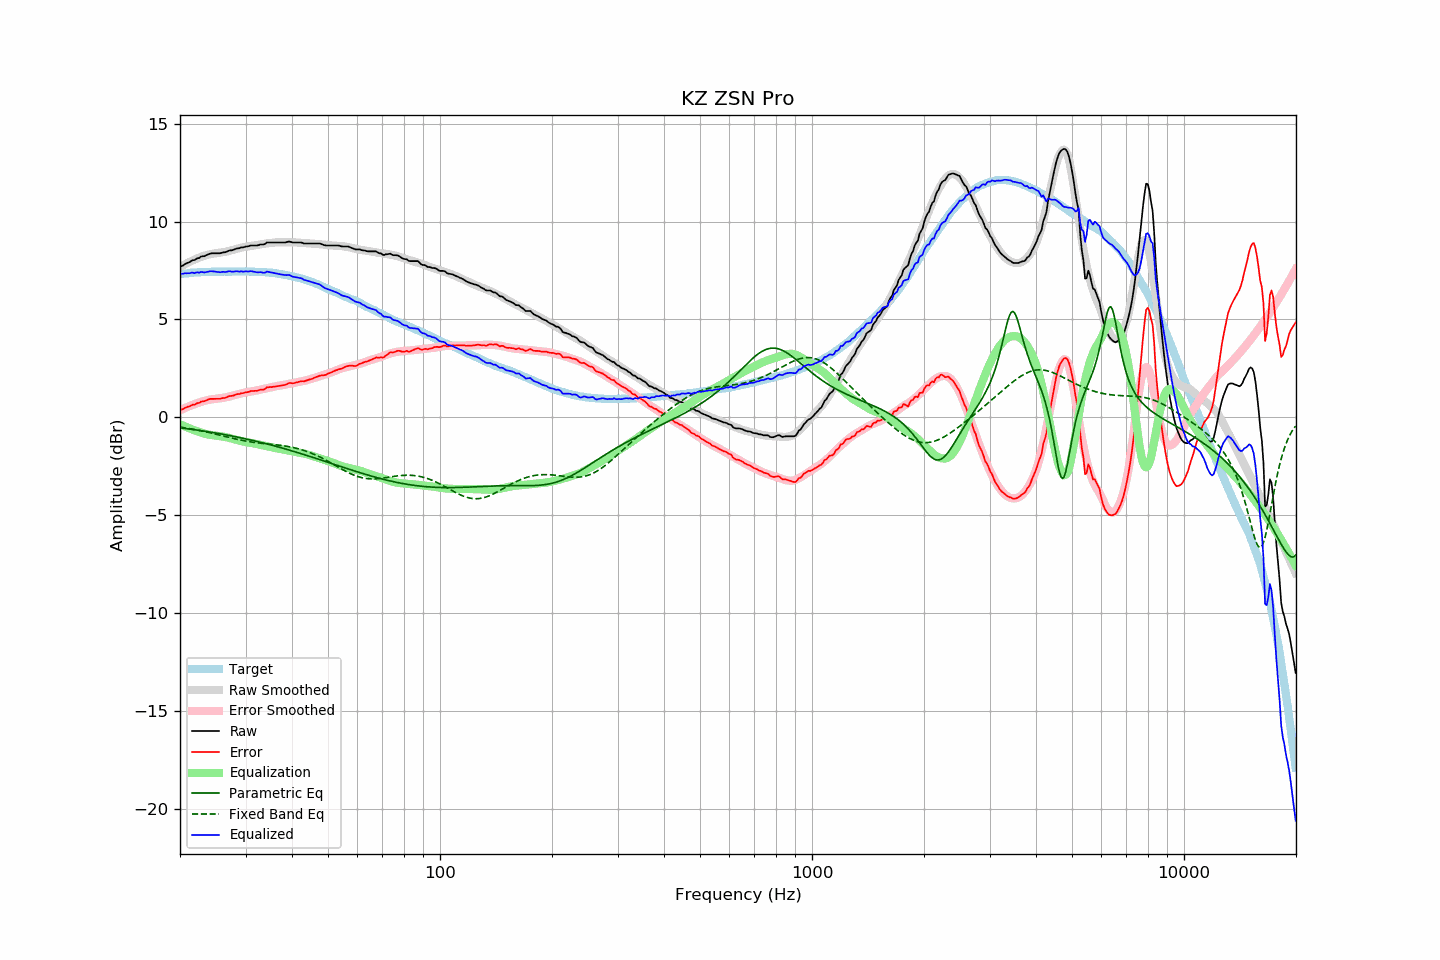 KZ ZSN Pro
15
10
5
0
−5
−10
−15
−20
Amplitude (dBr)
100
1000
10000
Frequency (Hz)
Target
Raw Smoothed
Error Smoothed
Raw
Error
Equalization
Parametric Eq
Fixed Band Eq
Equalized